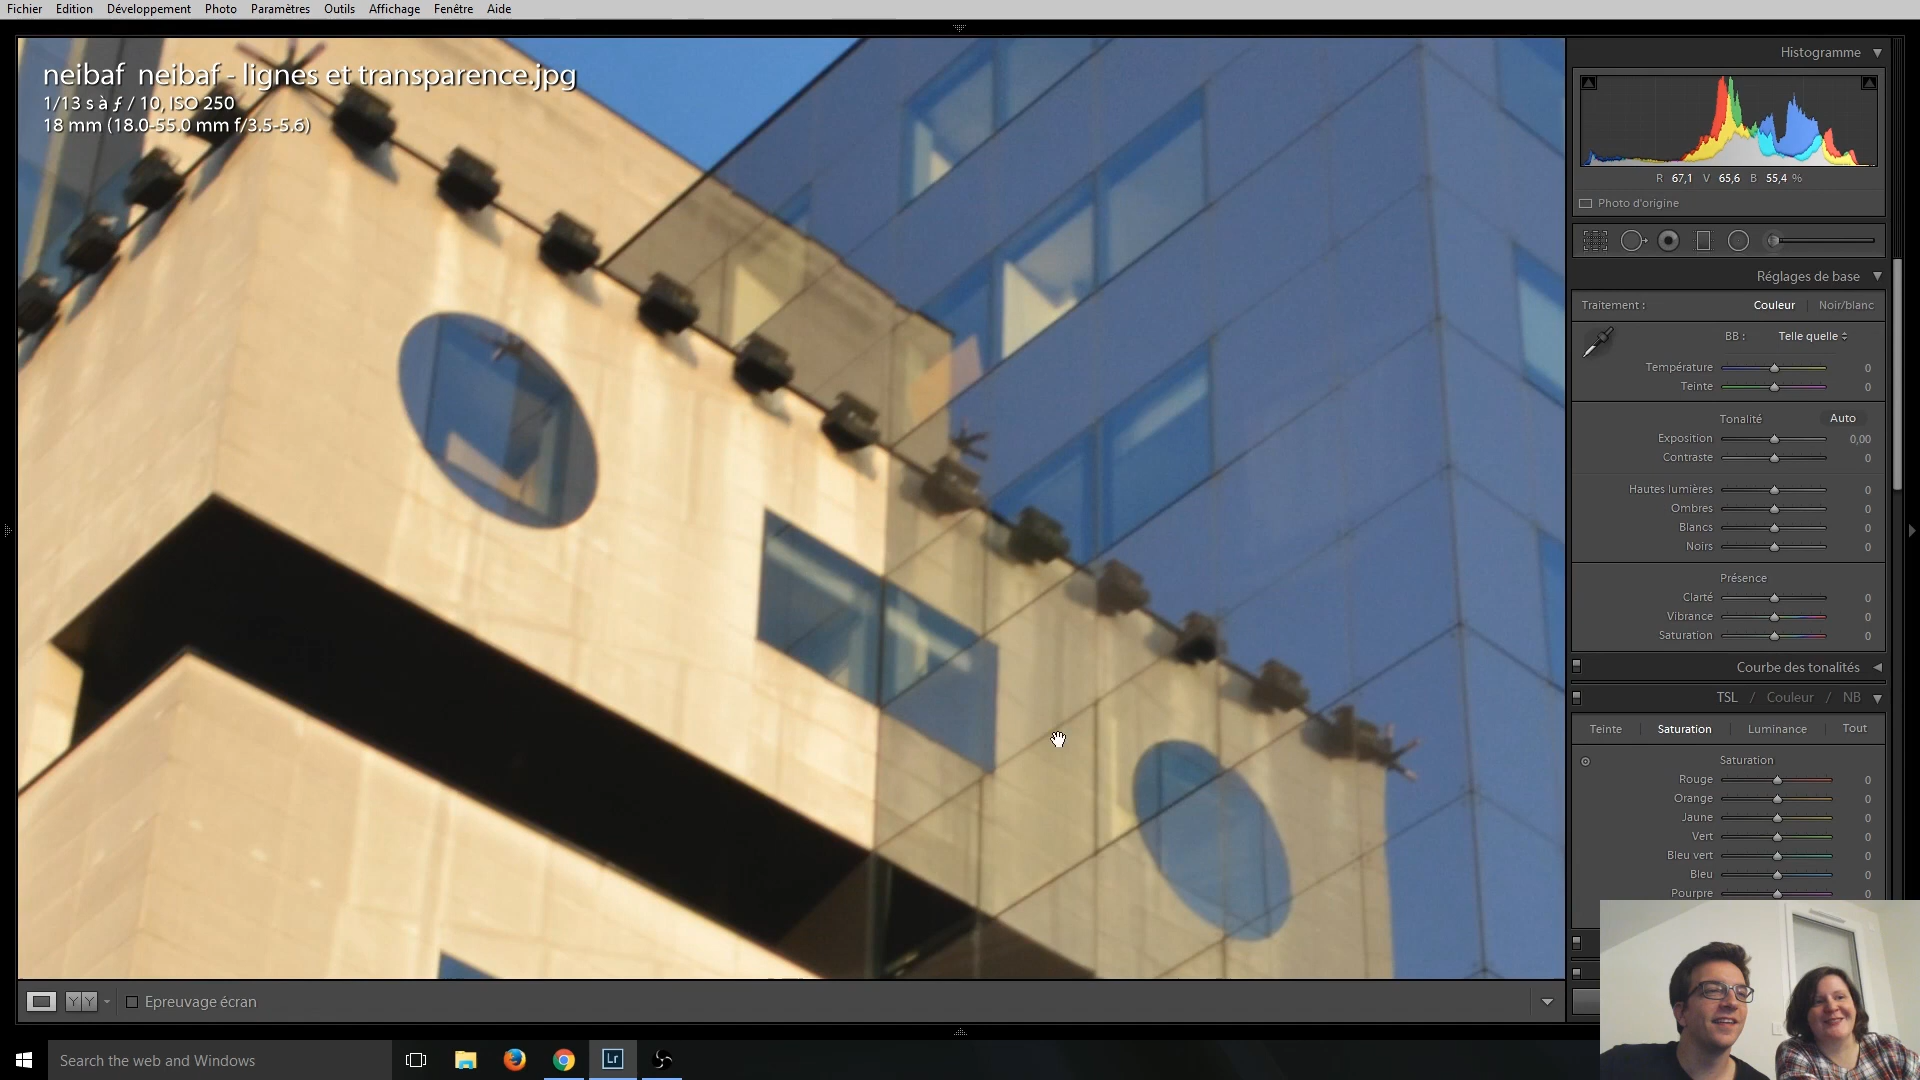 Fichier Edition Développement Photo Paramètres Outils Affichage Fenêtre Aide
neibaf neibaf - lignes et transparence.jpg
1/13 s à ƒ / 10, ISO 250
18 mm (18.0-55.0 mm f/3.5-5.6)
Histogramme
R 67,1 V 65,6 B 55,4 %
Photo d'origine
Réglages de base
Traitement : Couleur | Noir/blanc
BB : Telle quelle
Température 0
Teinte 0
Tonalité Auto
Exposition 0,00
Contraste 0
Hautes lumières 0
Ombres 0
Blancs 0
Noirs 0
Présence
Clarté 0
Vibrance 0
Saturation 0
Courbe des tonalités
TSL / Couleur / NB
Teinte | Saturation | Luminance | Tout
Saturation
Rouge 0
Orange 0
Jaune 0
Vert 0
Bleu vert 0
Bleu 0
Pourpre 0
YY Epreuvage écran
Search the web and Windows
Lr